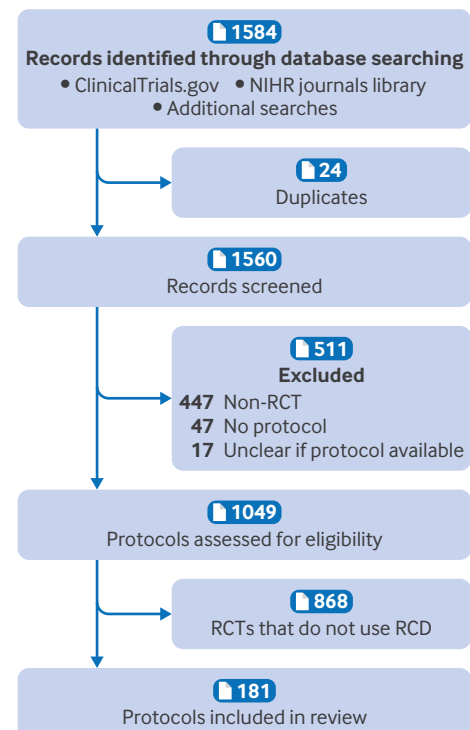 1584
Records identified through database searching
• ClinicalTrials.gov • NIHR journals library
• Additional searches
24
Duplicates
1560
Records screened
511
Excluded
447 Non-RCT
47 No protocol
17 Unclear if protocol available
1049
Protocols assessed for eligibility
868
RCTs that do not use RCD
181
Protocols included in review